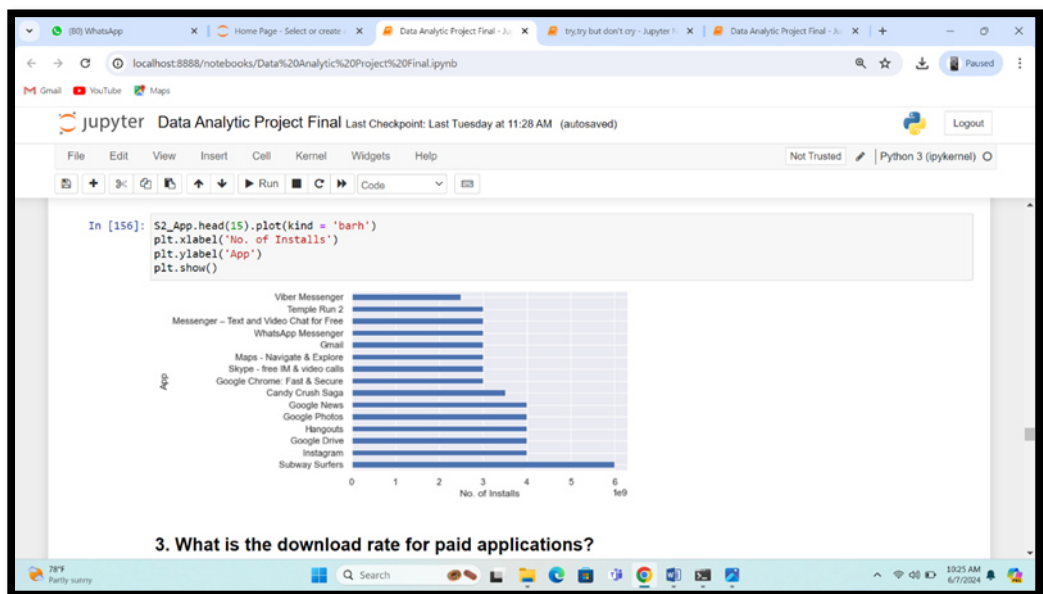 (80) WhatsApp
Home Page - Select or create a
Data Analytic Project Final - Ju
try,try but don't cry - Jupyter N
Data Analytic Project Final - Ju
localhost:8888/notebooks/Data%20Analytic%20Project%20Final.ipynb
Paused
Gmail YouTube Maps
jupyter Data Analytic Project Final Last Checkpoint: Last Tuesday at 11:28 AM (autosaved)
Logout
File Edit View Insert Cell Kernel Widgets Help
Not Trusted Python 3 (ipykernel)
Run Code
In [156]: S2_App.head(15).plot(kind = 'barh')
plt.xlabel('No. of Installs')
plt.ylabel('App')
plt.show()
Viber Messenger
Temple Run 2
Messenger – Text and Video Chat for Free
WhatsApp Messenger
Gmail
Maps - Navigate & Explore
Skype - free IM & video calls
Google Chrome: Fast & Secure
Candy Crush Saga
Google News
Google Photos
Hangouts
Google Drive
Instagram
Subway Surfers
App
0 1 2 3 4 5 6
No. of Installs
1e9
3. What is the download rate for paid applications?
78°F
Partly sunny
Search
10:25 AM
6/7/2024